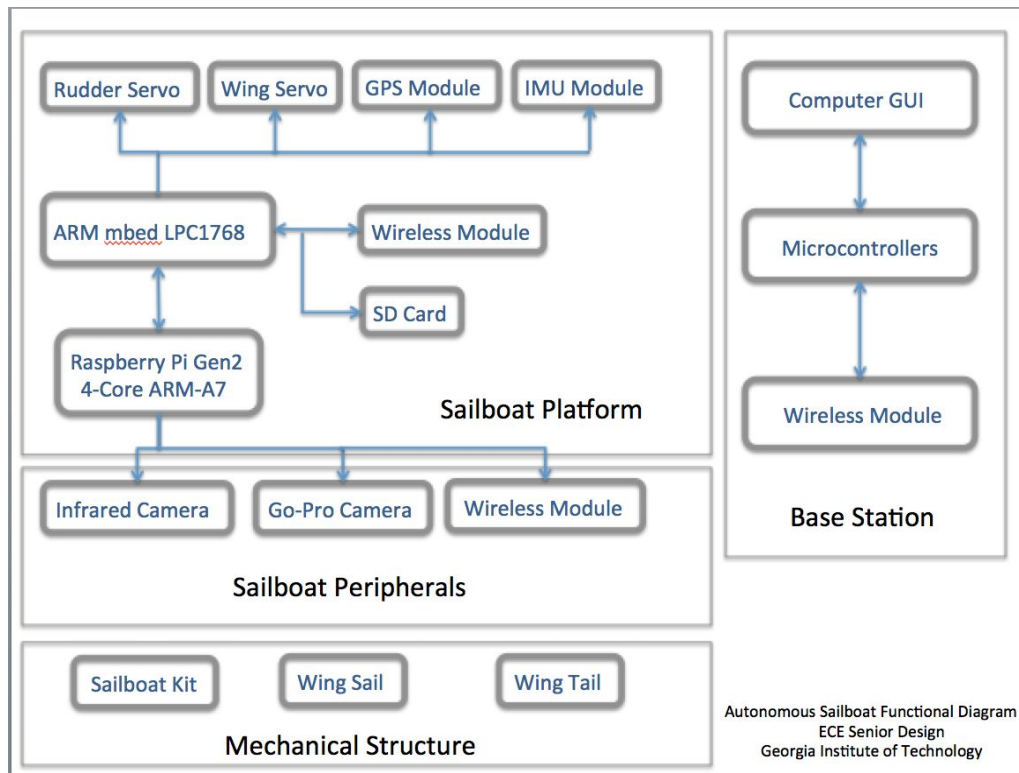 Rudder Servo
Wing Servo
GPS Module
IMU Module
ARM mbed LPC1768
Wireless Module
SD Card
Raspberry Pi Gen2
4-Core ARM-A7
Sailboat Platform
Infrared Camera
Go-Pro Camera
Wireless Module
Sailboat Peripherals
Sailboat Kit
Wing Sail
Wing Tail
Mechanical Structure
Computer GUI
Microcontrollers
Wireless Module
Base Station
Autonomous Sailboat Functional Diagram
ECE Senior Design
Georgia Institute of Technology